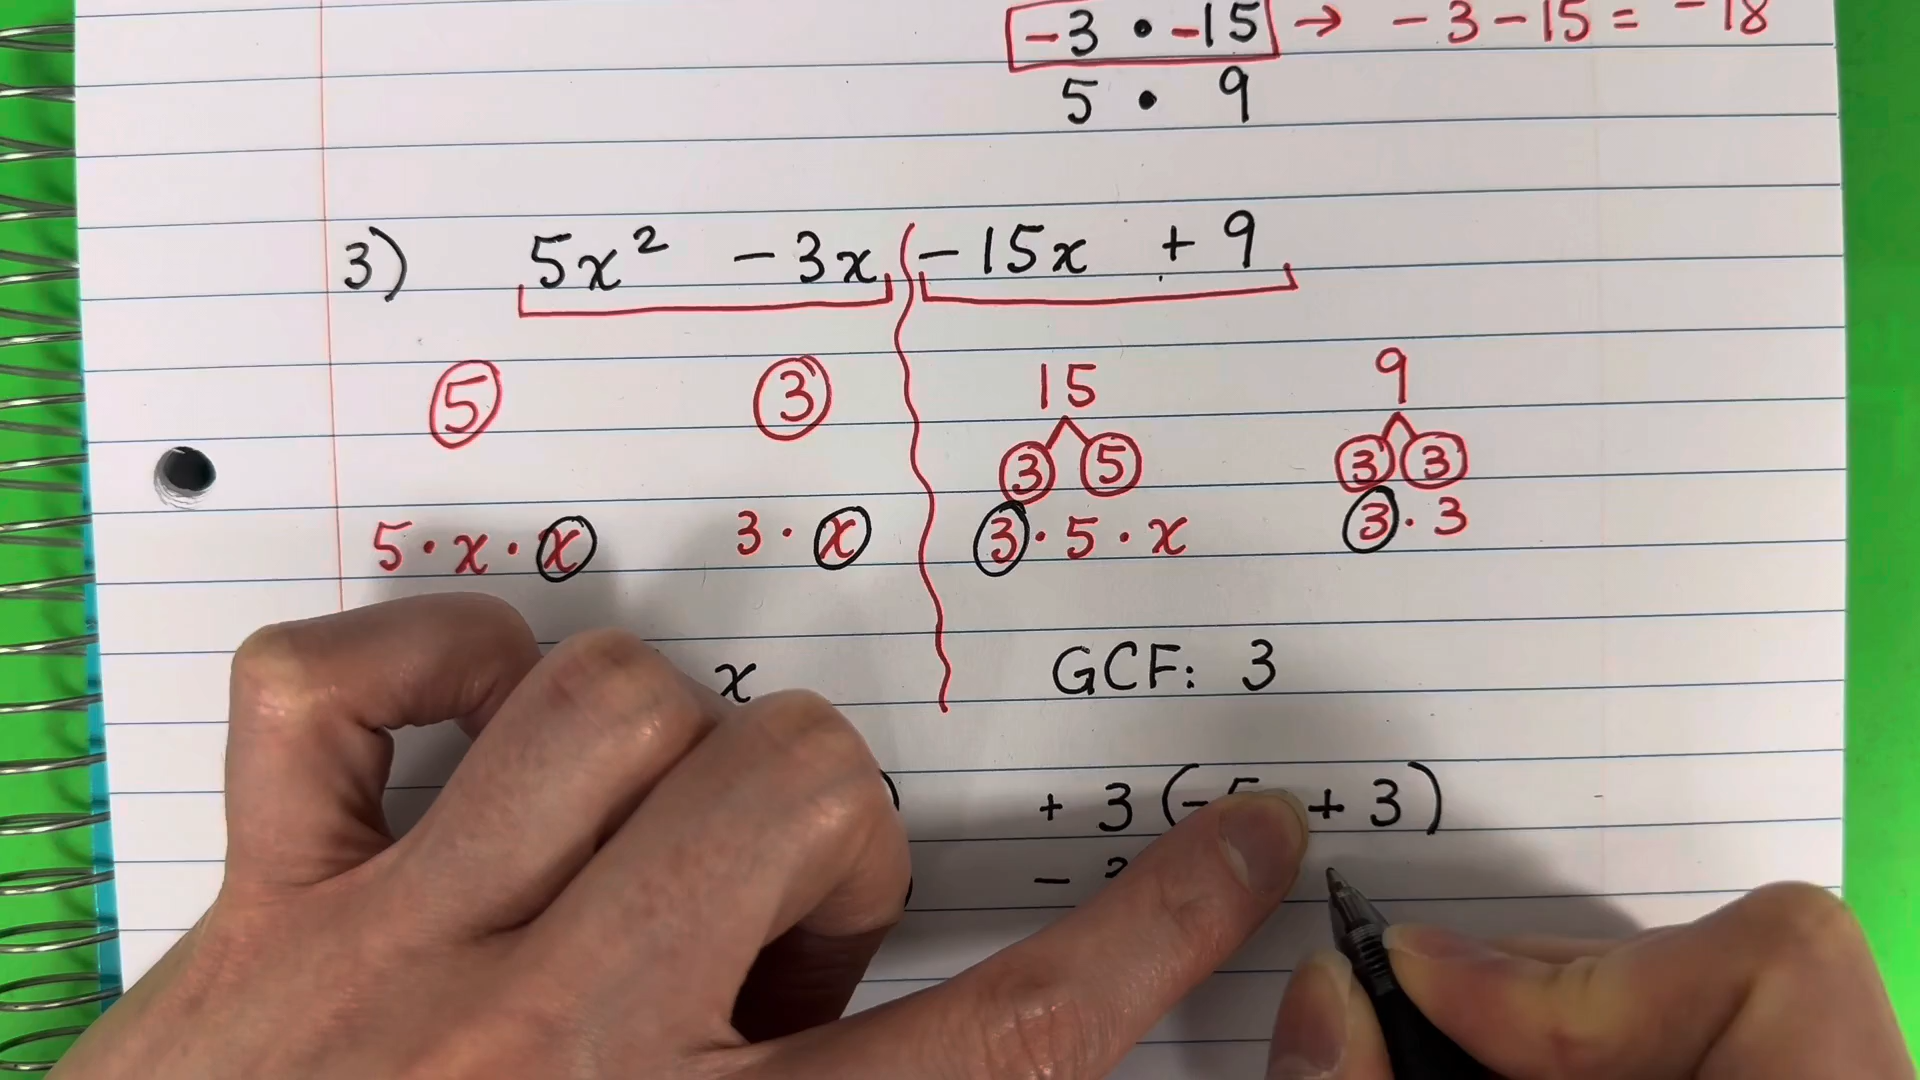 -3 • -15 → -3-15 = -18
5 • 9
3) 5x² -3x -15x + 9
5 3 15 9
3 5 3 3
5·x·x 3·x 3·5·x 3·3
x GCF: 3
) + 3(-5 + 3)
-